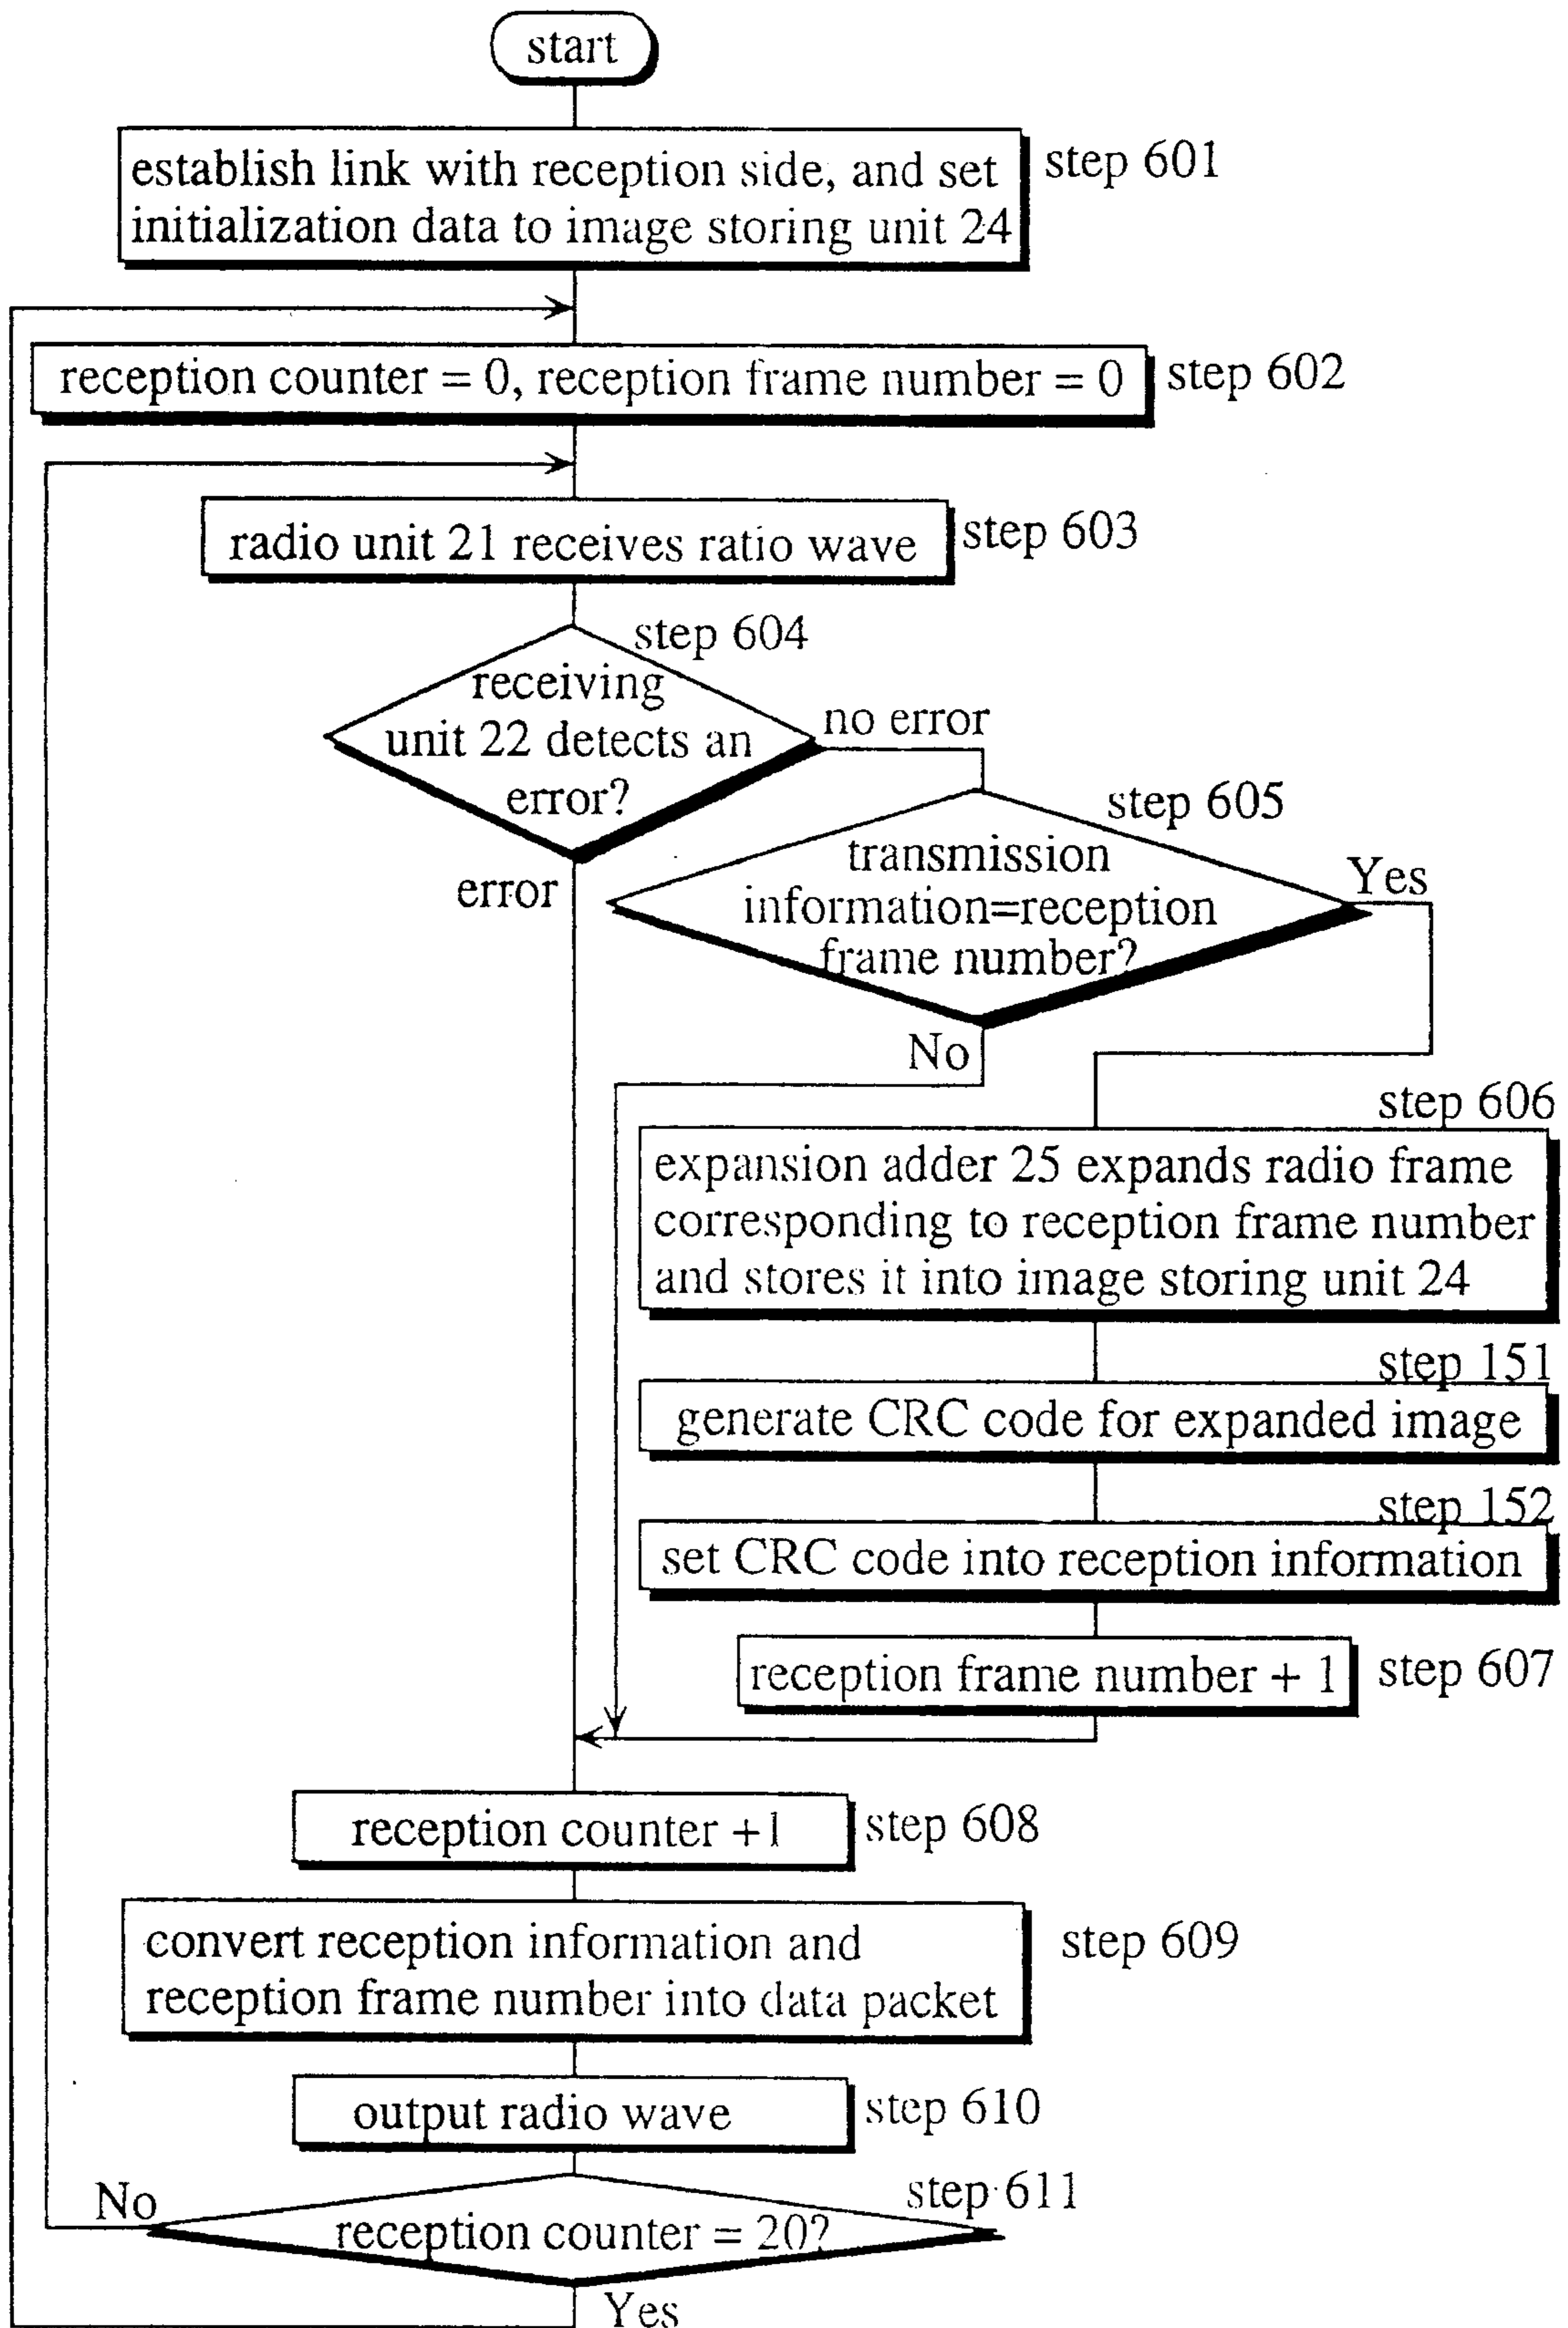 start
establish link with reception side, and set
initialization data to image storing unit 24
step 601
reception counter = 0, reception frame number = 0
step 602
radio unit 21 receives ratio wave
step 603
step 604
receiving
unit 22 detects an
error?
no error
error
step 605
transmission
information=reception
frame number?
Yes
No
step 606
expansion adder 25 expands radio frame
corresponding to reception frame number
and stores it into image storing unit 24
step 151
generate CRC code for expanded image
step 152
set CRC code into reception information
reception frame number + 1
step 607
reception counter +1
step 608
convert reception information and
reception frame number into data packet
step 609
output radio wave
step 610
step 611
No
reception counter = 20?
Yes